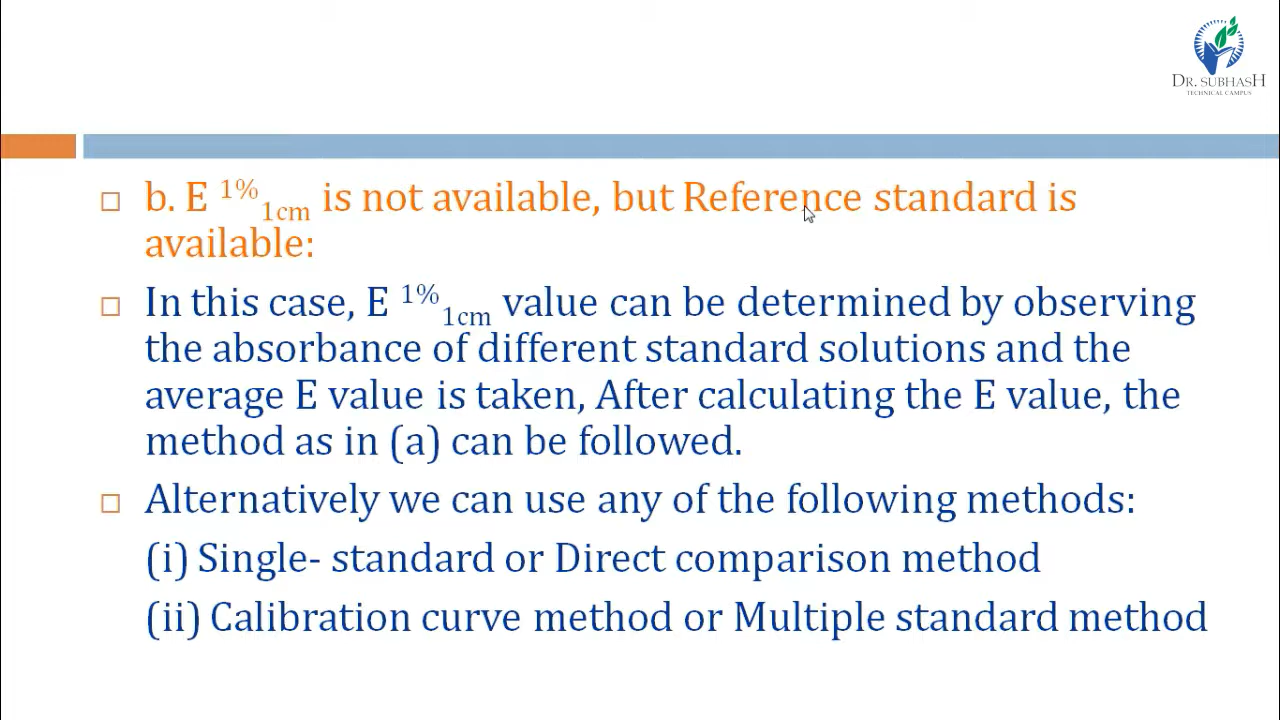 DR. SUBHASH
TECHNICAL CAMPUS
b. E 1% 1cm is not available, but Reference standard is
available:
In this case, E 1% 1cm value can be determined by observing
the absorbance of different standard solutions and the
average E value is taken, After calculating the E value, the
method as in (a) can be followed.
Alternatively we can use any of the following methods:
(i) Single- standard or Direct comparison method
(ii) Calibration curve method or Multiple standard method